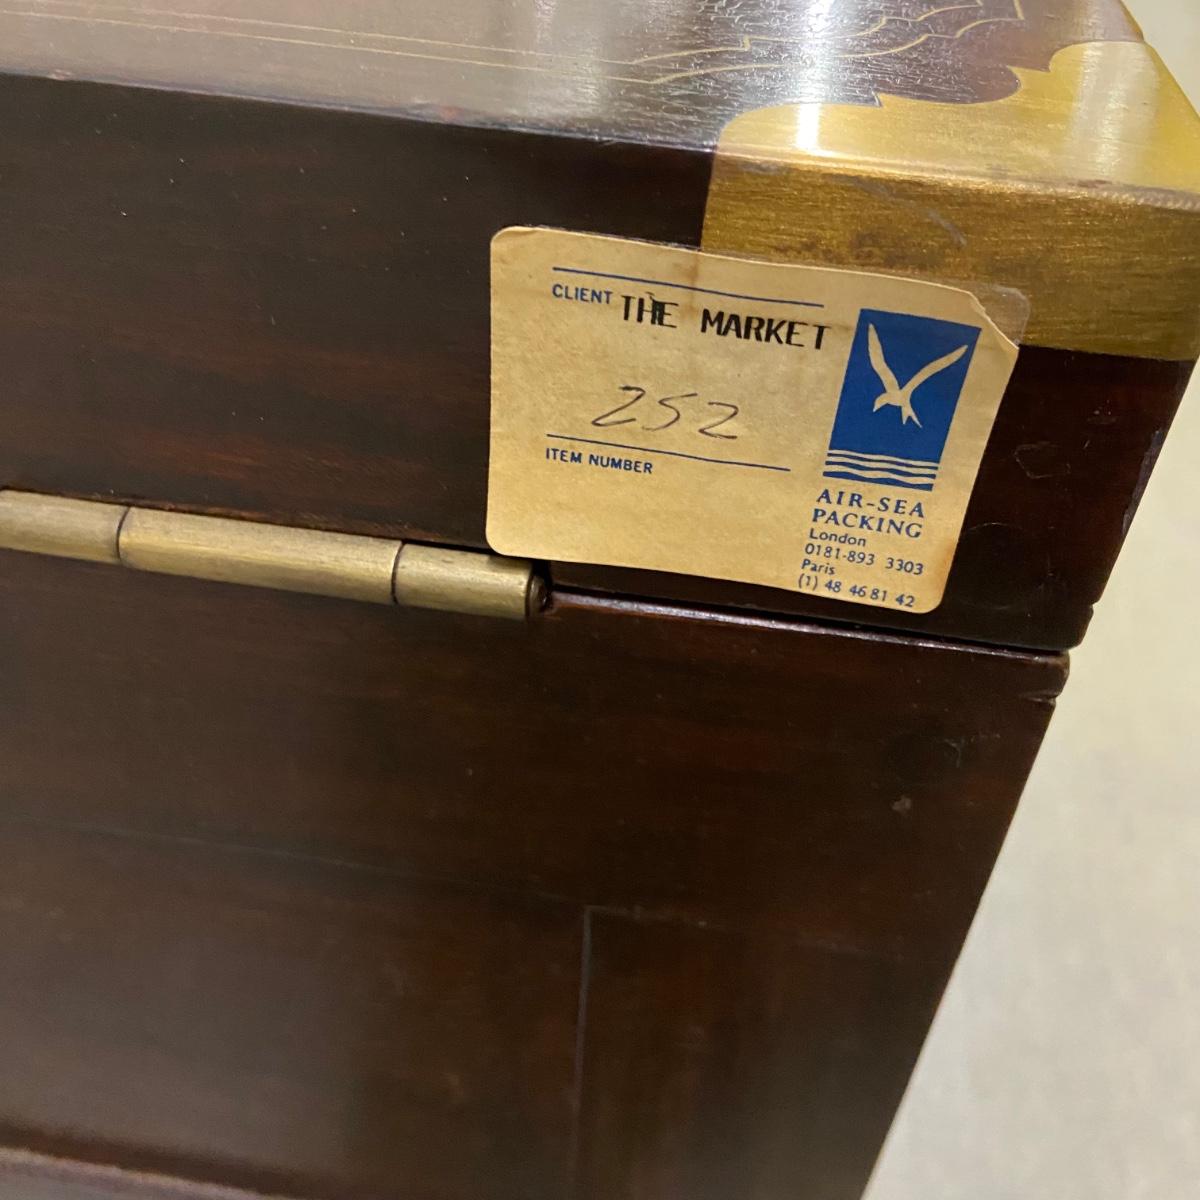 CLIENT THE MARKET
252
ITEM NUMBER
AIR-SEA
PACKING
London
0181-893 3303
Paris
(1) 48 46 81 42